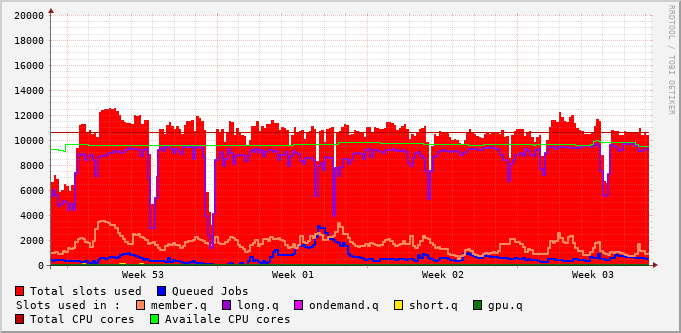 20000
18000
16000
14000
12000
10000
8000
6000
4000
2000
0
Week 53 Week 01 Week 02 Week 03
RRDTOOL / TOBI OETIKER
Total slots used Queued Jobs
Slots used in : member.q long.q ondemand.q short.q gpu.q
Total CPU cores Availale CPU cores